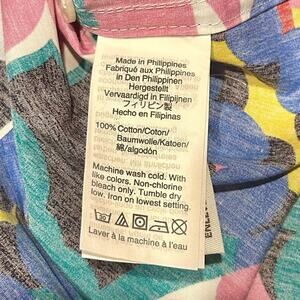 Made in Philippines
Fabriqué aux Philippines
in Den Philippinen
Hergestellt
Vervaardigd in Filipijnen
フィリピン製
Hecho en Filipinas
100% Cotton/Coton/
Baumwolle/Katoen/
綿/algodón
Machine wash cold. With
like colors. Non-chlorine
bleach only. Tumble dry
low. Iron on lowest setting.
Laver à la machine à l'eau